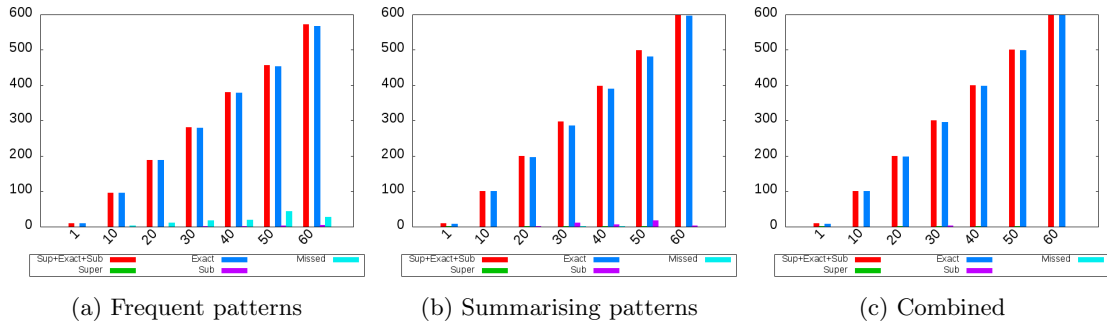 600
500
400
300
200
100
0
1 10 20 30 40 50 60
Sup+Exact+Sub Exact Missed
Super Sub
(a) Frequent patterns
600
500
400
300
200
100
0
1 10 20 30 40 50 60
Sup+Exact+Sub Exact Missed
Super Sub
(b) Summarising patterns
600
500
400
300
200
100
0
1 10 20 30 40 50 60
Sup+Exact+Sub Exact Missed
Super Sub
(c) Combined